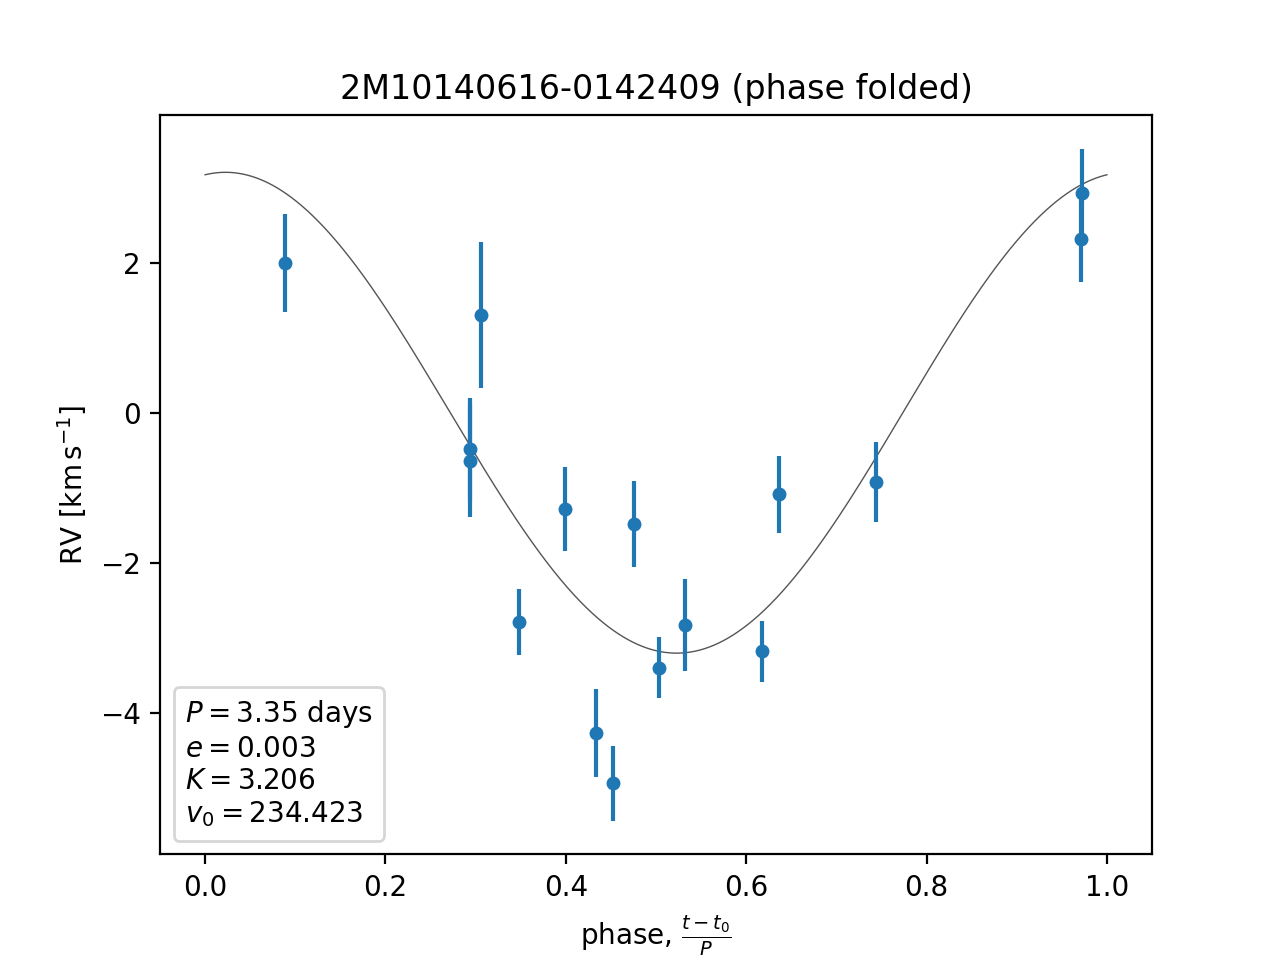 2M10140616-0142409 (phase folded)
RV [km s⁻¹]
2
0
−2
−4
P = 3.35 days
e = 0.003
K = 3.206
v₀ = 234.423
0.0 0.2 0.4 0.6 0.8 1.0
phase, (t − t₀)/P